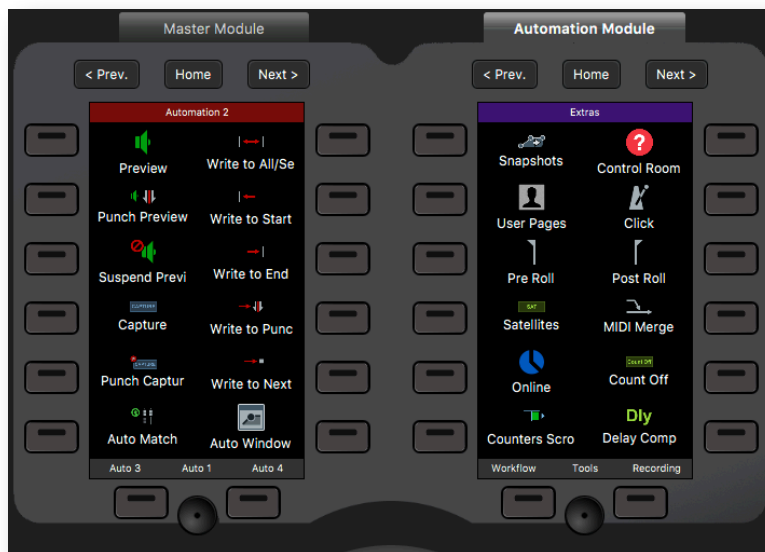 Master Module
< Prev.
Home
Next >
Automation 2
Preview
Write to All/Se
Punch Preview
Write to Start
Suspend Previ
Write to End
CAPTURE
Capture
Write to Punc
CAPTURE
Punch Captur
Write to Next
Auto Match
Auto Window
Auto 3
Auto 1
Auto 4
Automation Module
< Prev.
Home
Next >
Extras
Snapshots
?
Control Room
User Pages
Click
Pre Roll
Post Roll
SAT
Satellites
MIDI Merge
Online
Count Off
Count Off
Counters Scro
Dly
Delay Comp
Workflow
Tools
Recording